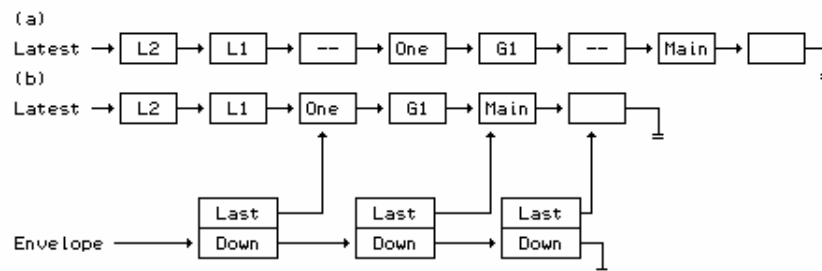 (a)
Latest L2 L1 -- One G1 -- Main
(b)
Latest L2 L1 One G1 Main
Last Last Last
Envelope Down Down Down